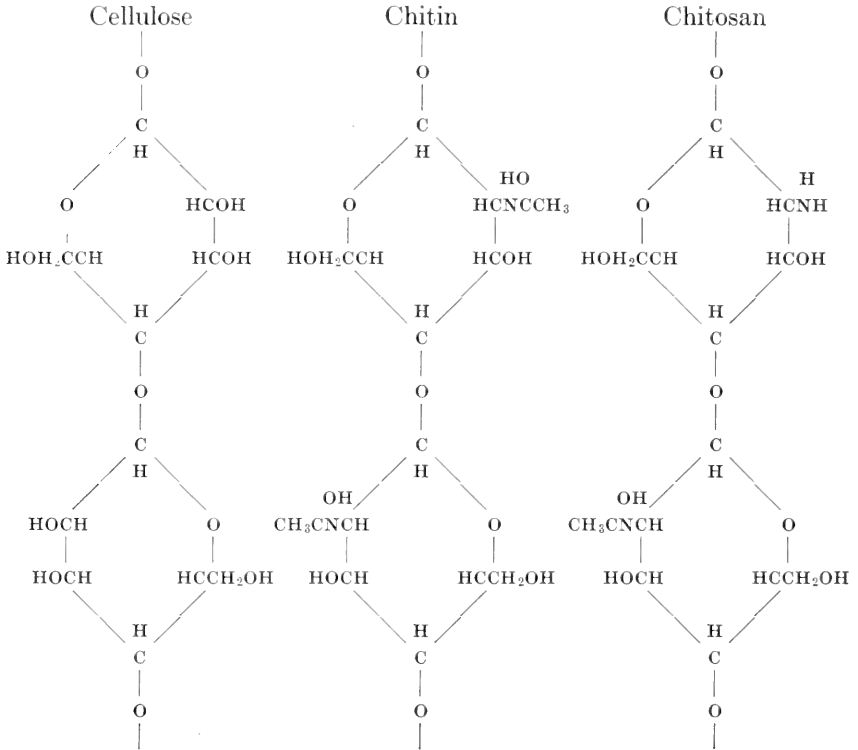 Cellulose Chitin Chitosan
O O O
C C C
H H H
HO H
O HCOH O HCNCCH₃ O HCNH
HOH₂CCH HCOH HOH₂CCH HCOH HOH₂CCH HCOH
H H H
C C C
O O O
C C C
H H H
OH OH
HOCH O CH₃CNCH O CH₃CNCH O
HOCH HCCH₂OH HOCH HCCH₂OH HOCH HCCH₂OH
H H H
C C C
O O O